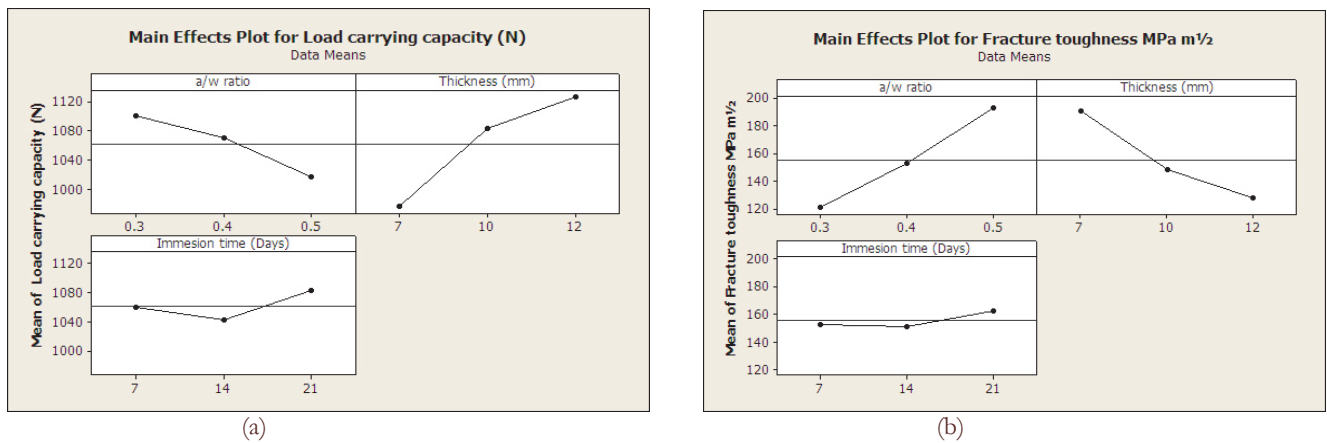 Main Effects Plot for Load carrying capacity (N)
Data Means
Mean of Load carrying capacity (N)
a/w ratio
Thickness (mm)
1120
1080
1040
1000
0.3 0.4 0.5 7 10 12
Immesion time (Days)
1120
1080
1040
1000
7 14 21
(a)
Main Effects Plot for Fracture toughness MPa m½
Data Means
Mean of Fracture toughness MPa m½
a/w ratio
Thickness (mm)
200
180
160
140
120
0.3 0.4 0.5 7 10 12
Immesion time (Days)
200
180
160
140
120
7 14 21
(b)